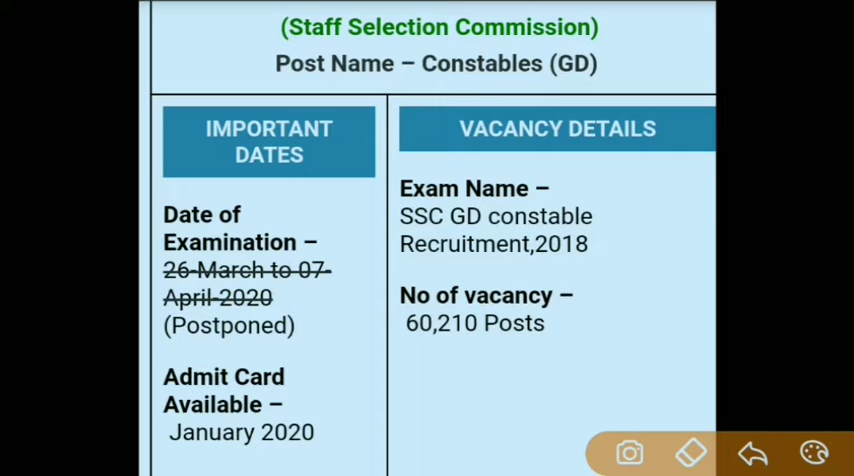 (Staff Selection Commission)
Post Name – Constables (GD)
IMPORTANT
DATES
Date of
Examination –
26-March to 07-
April-2020
(Postponed)
Admit Card
Available –
January 2020
VACANCY DETAILS
Exam Name –
SSC GD constable
Recruitment,2018
No of vacancy –
60,210 Posts